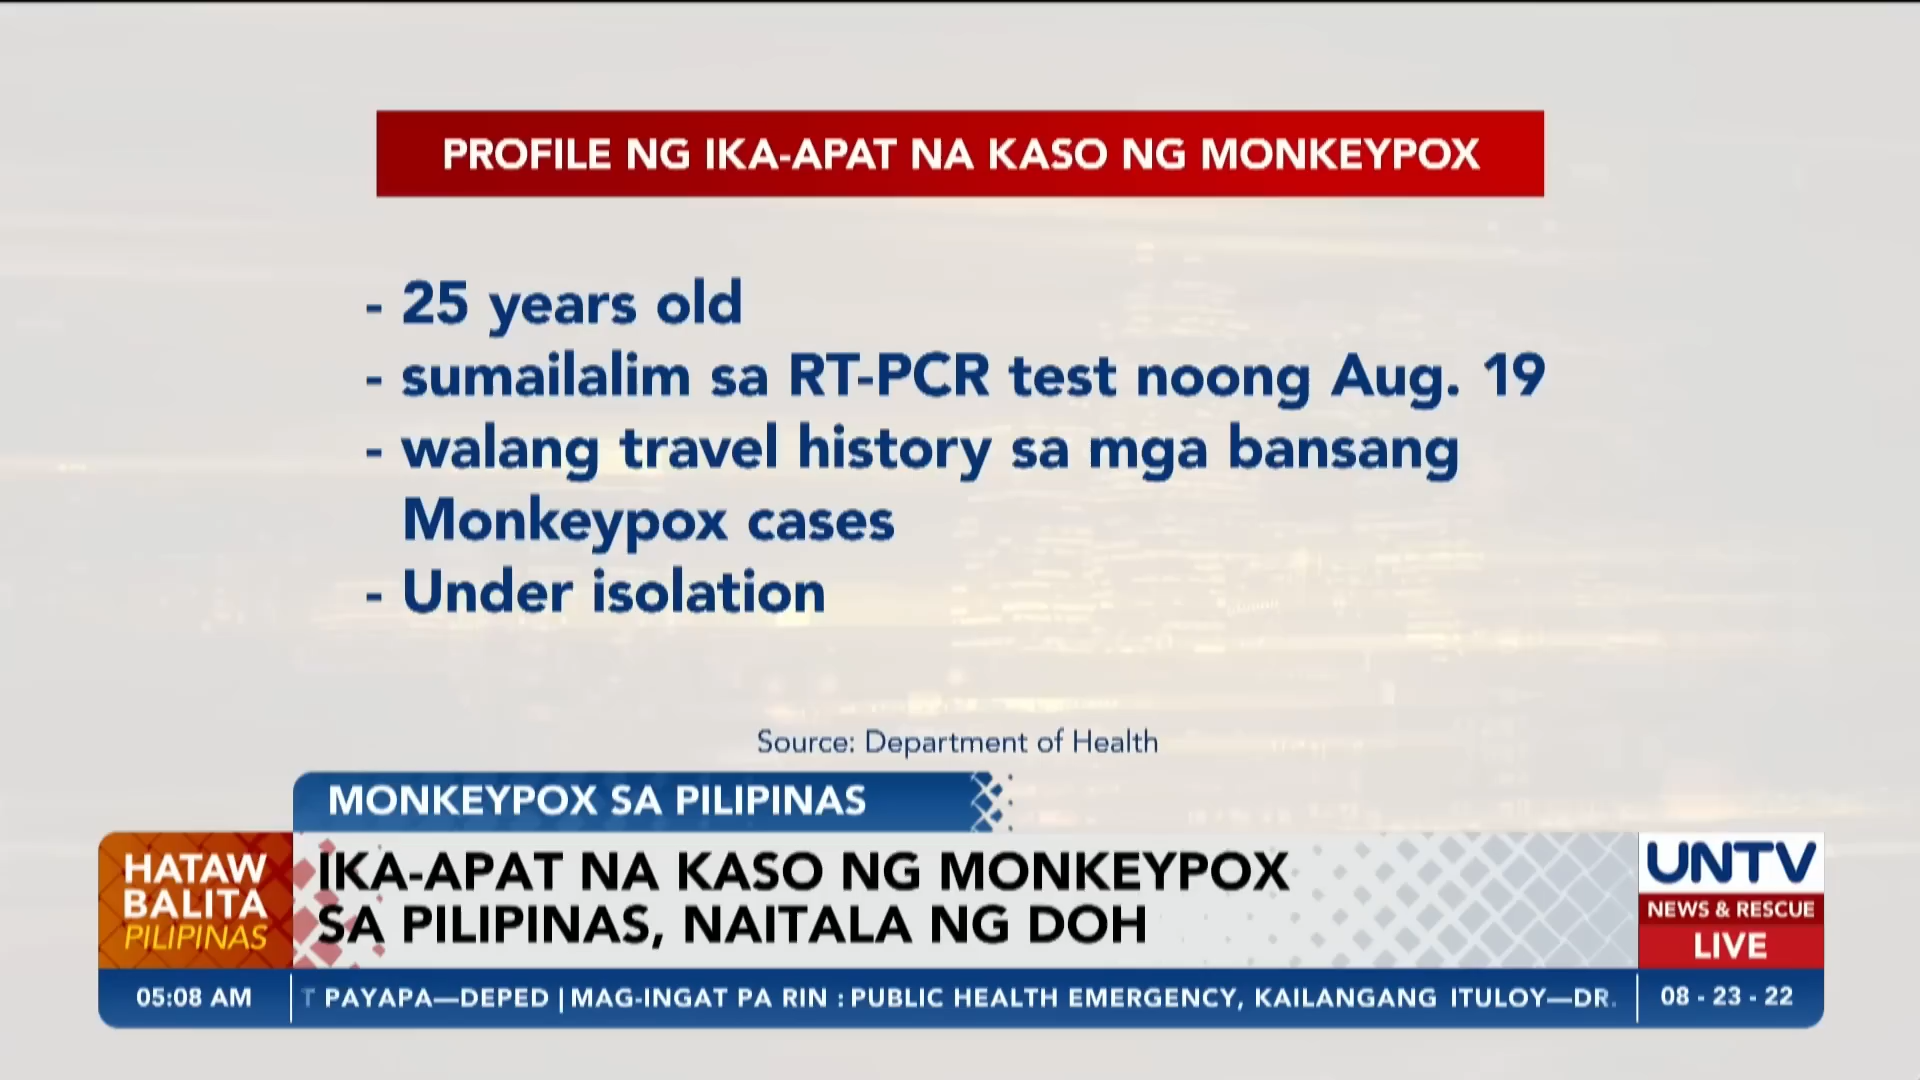 PROFILE NG IKA-APAT NA KASO NG MONKEYPOX
- 25 years old
- sumailalim sa RT-PCR test noong Aug. 19
- walang travel history sa mga bansang
Monkeypox cases
- Under isolation
Source: Department of Health
MONKEYPOX SA PILIPINAS
HATAW
BALITA
PILIPINAS
IKA-APAT NA KASO NG MONKEYPOX
SA PILIPINAS, NAITALA NG DOH
UNTV
NEWS & RESCUE
LIVE
05:08 AM
T PAYAPA—DEPED | MAG-INGAT PA RIN : PUBLIC HEALTH EMERGENCY, KAILANGANG ITULOY—DR.
08 - 23 - 22